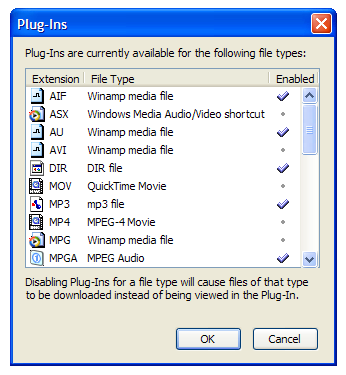 Plug-Ins
Plug-Ins are currently available for the following file types:
Extension File Type Enabled
AIF Winamp media file
ASX Windows Media Audio/Video shortcut
AU Winamp media file
AVI Winamp media file
DIR DIR file
MOV QuickTime Movie
MP3 mp3 file
MP4 MPEG-4 Movie
MPG Winamp media file
MPGA MPEG Audio
Disabling Plug-Ins for a file type will cause files of that type
to be downloaded instead of being viewed in the Plug-In.
OK Cancel